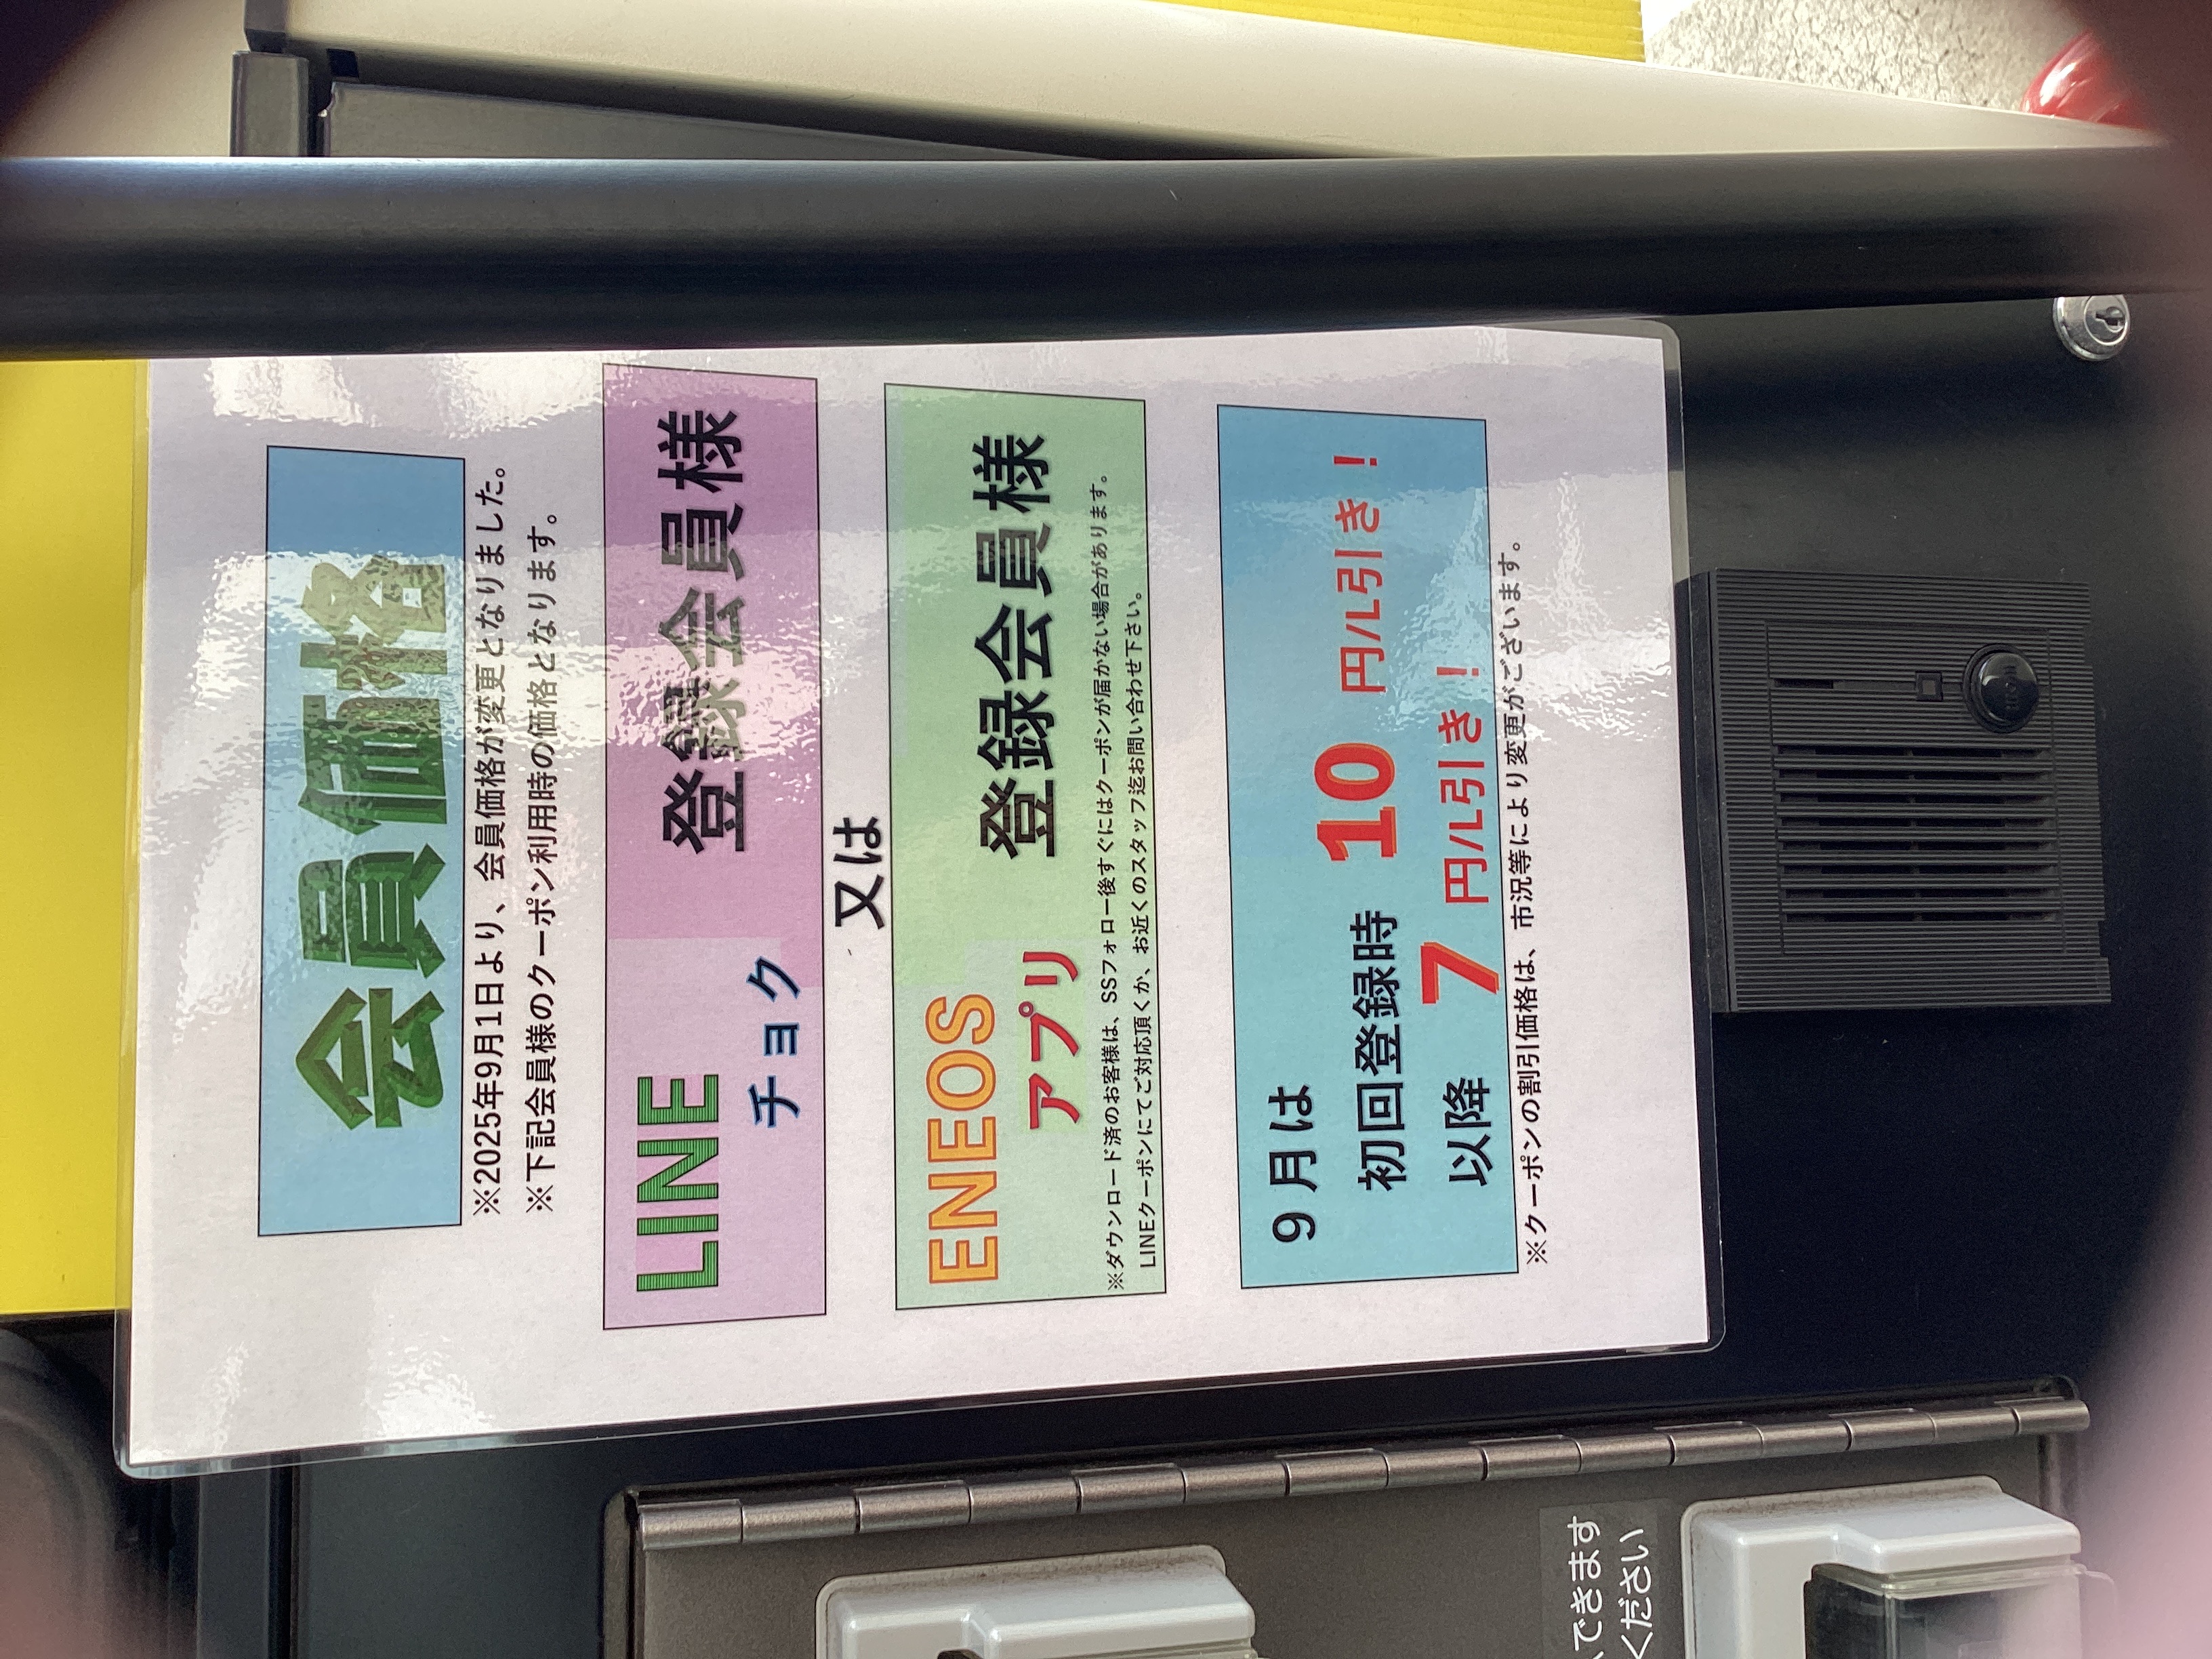 会員価格
※2025年9月1日より、会員価格が変更となりました。
※下記会員様のクーポン利用時の価格となります。
LINE
チョク
登録会員様
又は
ENEOS
アプリ
登録会員様
※ダウンロード済のお客様は、SSフォロー後すぐにはクーポンが届かない場合があります。
LINEクーポンにてご対応頂くか、お近くのスタッフ迄お問い合わせ下さい。
9月は
初回登録時 10 円/L引き！
以降 7 円/L引き！
※クーポンの割引価格は、市況等により変更がございます。
できます
ください